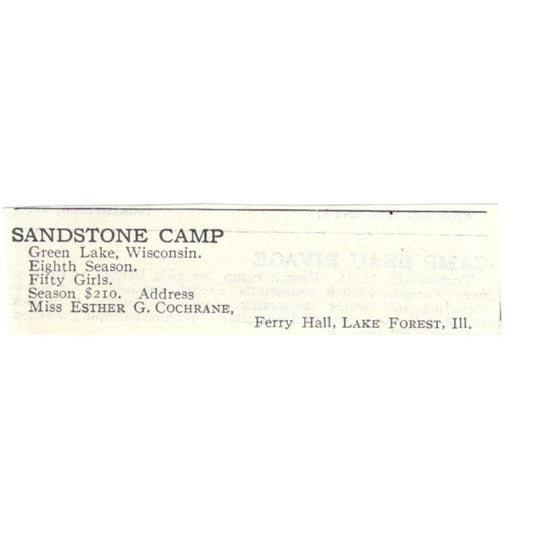 SANDSTONE CAMP
Green Lake, Wisconsin.
Eighth Season.
Fifty Girls.
Season $210. Address
Miss ESTHER G. COCHRANE,
Ferry Hall, LAKE FOREST, Ill.